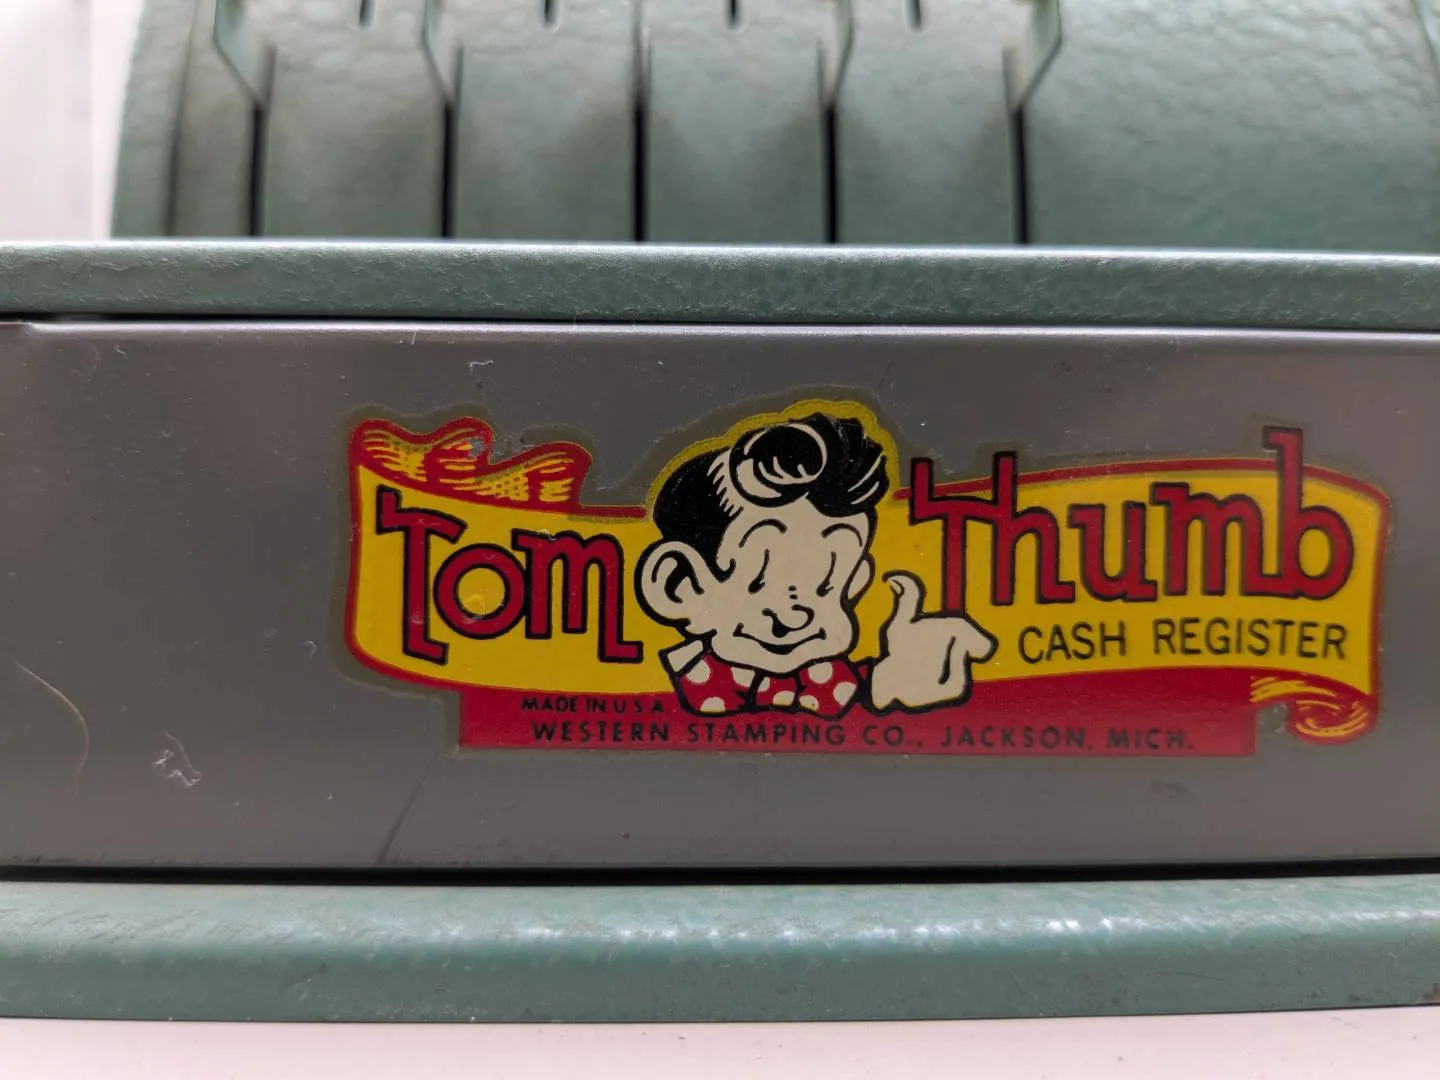 Tom Thumb
CASH REGISTER
MADE IN U S A
WESTERN STAMPING CO., JACKSON, MICH.